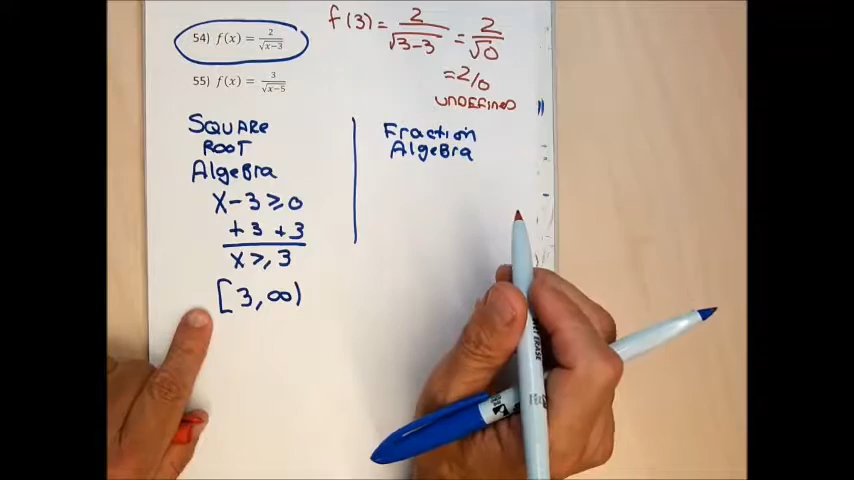 54) f(x) = 2/√x−3
f(3) = 2/√3-3 = 2/√0
= 2/0
UNDEFINED
55) f(x) = 3/√x−5
SQUARE
ROOT
AlgeBra
x-3 ≥ 0
+3 +3
x ≥ 3
[3, ∞)
Fraction
AlgeBra